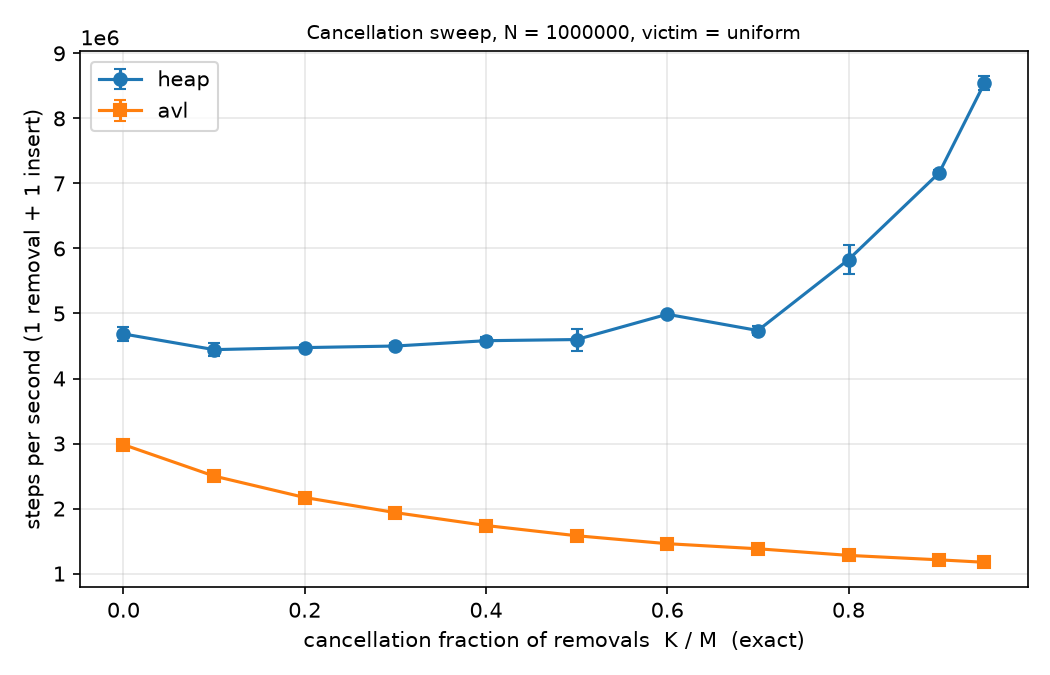 Cancellation sweep, N = 1000000, victim = uniform
1e6
9
8
7
6
5
4
3
2
1
heap
avl
steps per second (1 removal + 1 insert)
0.0 0.2 0.4 0.6 0.8
cancellation fraction of removals K / M (exact)